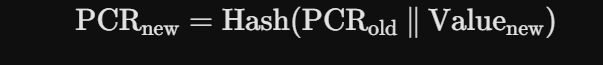 PCR_new = Hash(PCR_old ∥ Value_new)